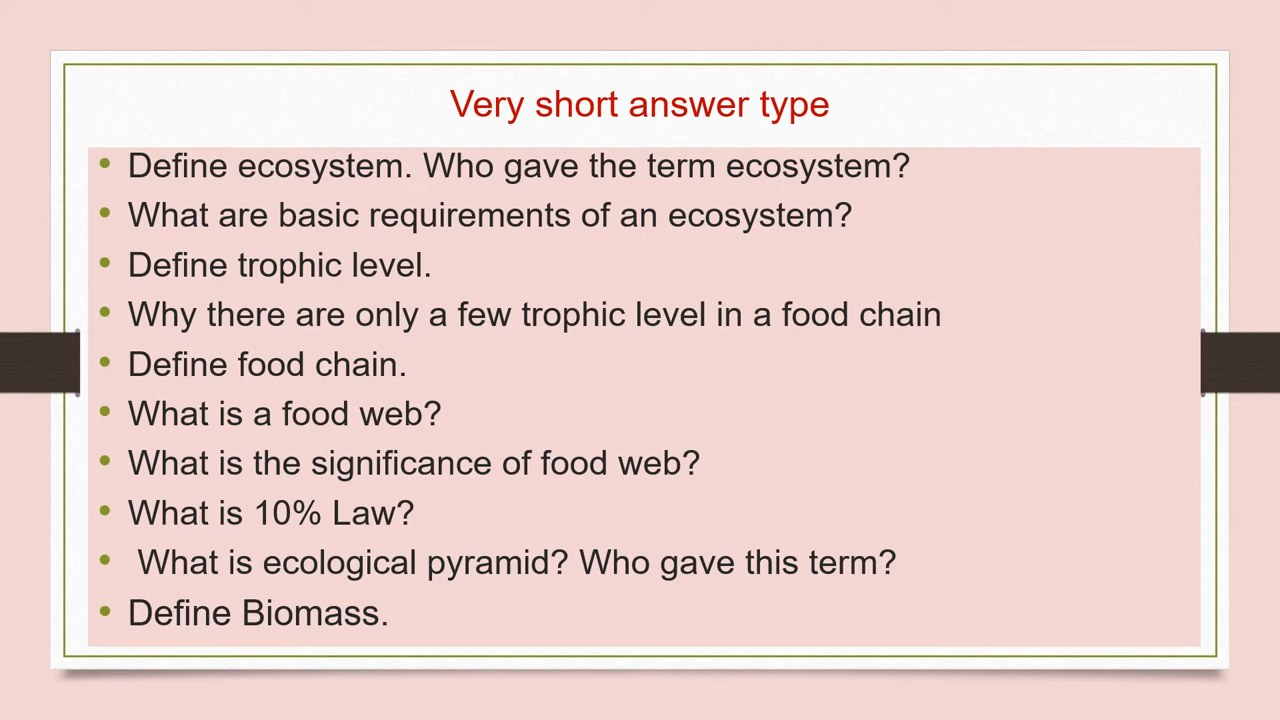 Very short answer type
• Define ecosystem. Who gave the term ecosystem?
• What are basic requirements of an ecosystem?
• Define trophic level.
• Why there are only a few trophic level in a food chain
• Define food chain.
• What is a food web?
• What is the significance of food web?
• What is 10% Law?
• What is ecological pyramid? Who gave this term?
• Define Biomass.